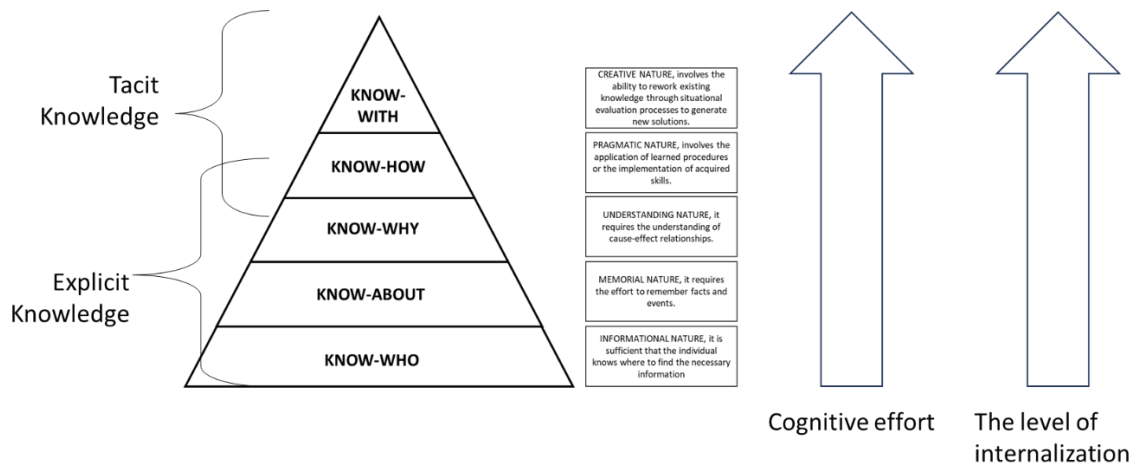 Tacit
Knowledge
Explicit
Knowledge
KNOW-
WITH
KNOW-HOW
KNOW-WHY
KNOW-ABOUT
KNOW-WHO
CREATIVE NATURE, involves the
ability to rework existing
knowledge through situational
evaluation processes to generate
new solutions.
PRAGMATIC NATURE, involves the
application of learned procedures
or the implementation of acquired
skills.
UNDERSTANDING NATURE, it
requires the understanding of
cause-effect relationships.
MEMORIAL NATURE, it requires
the effort to remember facts and
events.
INFORMATIONAL NATURE, it is
sufficient that the individual
knows where to find the necessary
information
Cognitive effort
The level of
internalization